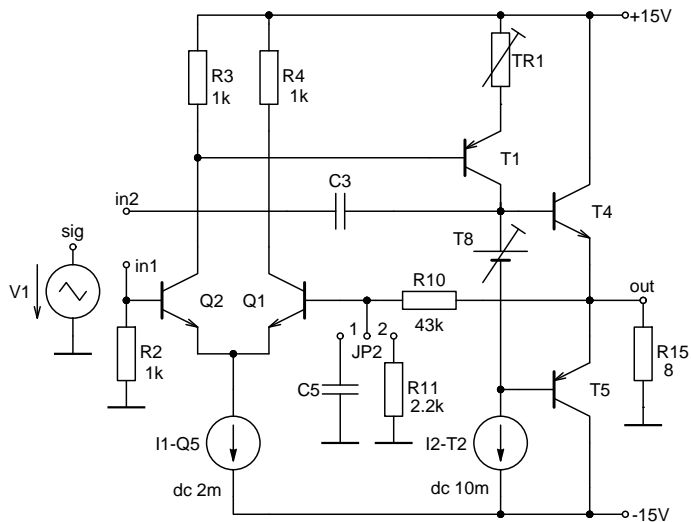 +15V
R3
1k
R4
1k
TR1
T1
C3
in2
T4
sig
T8
in1
V1
Q2
Q1
R10
43k
out
1
2
JP2
R2
1k
R15
8
C5
R11
2.2k
T5
I1-Q5
I2-T2
dc 2m
dc 10m
-15V